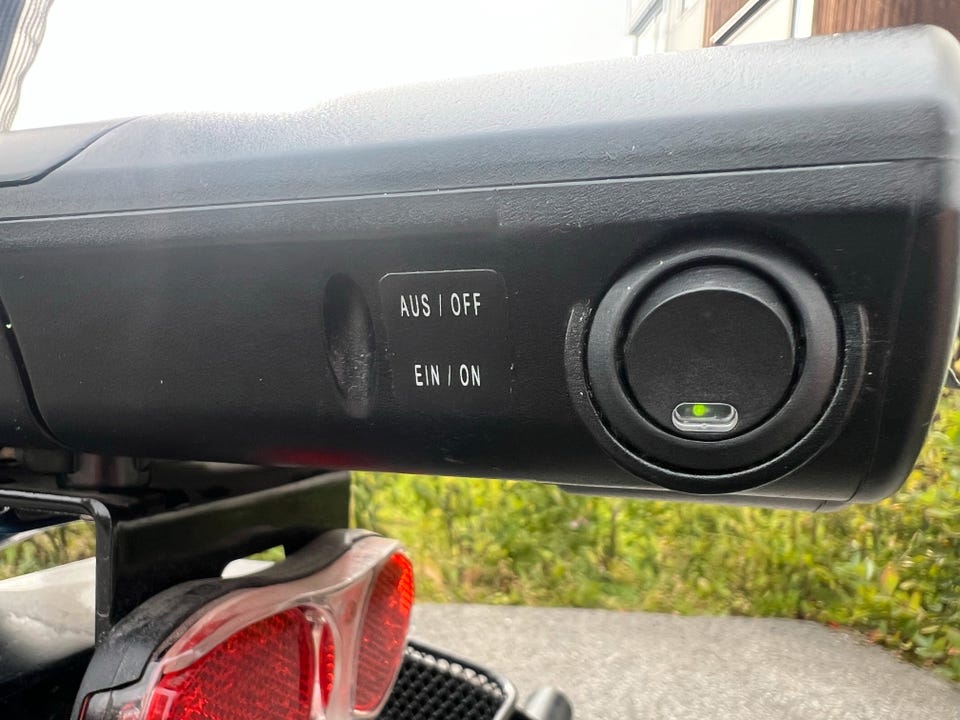 AUS / OFF
EIN / ON